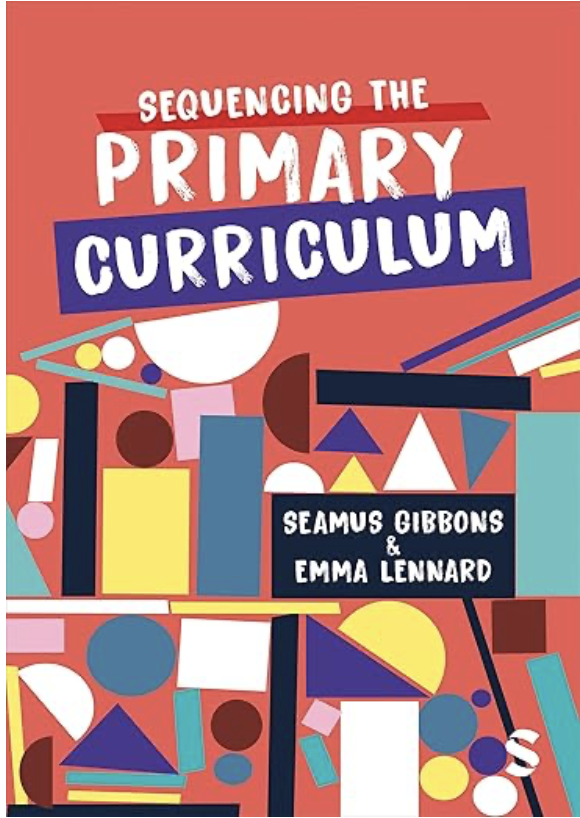 SEQUENCING THE
PRIMARY
CURRICULUM
SEAMUS GIBBONS
&
EMMA LENNARD
S